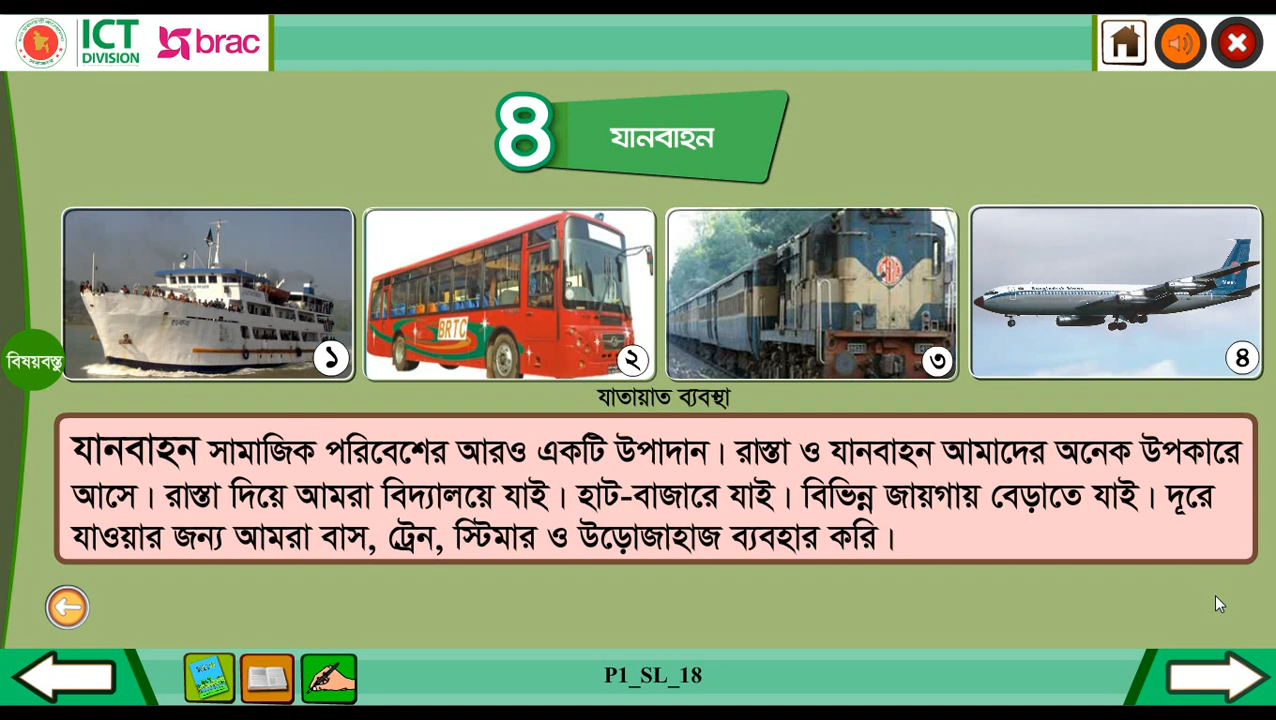 ICT
DIVISION
brac
৪
যানবাহন
BRTC
১
২
৩
৪
বিষয়বস্তু
যাতায়াত ব্যবস্থা
যানবাহন সামাজিক পরিবেশের আরও একটি উপাদান। রাস্তা ও যানবাহন আমাদের অনেক উপকারে
আসে। রাস্তা দিয়ে আমরা বিদ্যালয়ে যাই। হাট-বাজারে যাই। বিভিন্ন জায়গায় বেড়াতে যাই। দূরে
যাওয়ার জন্য আমরা বাস, ট্রেন, স্টিমার ও উড়োজাহাজ ব্যবহার করি।
P1_SL_18